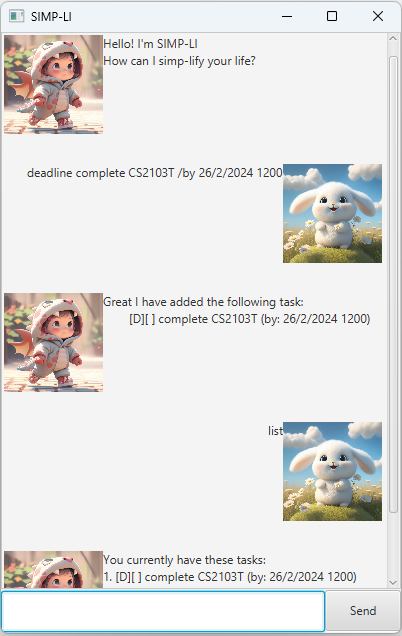 SIMP-LI
Hello! I'm SIMP-LI
How can I simp-lify your life?
deadline complete CS2103T /by 26/2/2024 1200
Great I have added the following task:
[D][ ] complete CS2103T (by: 26/2/2024 1200)
list
You currently have these tasks:
1. [D][ ] complete CS2103T (by: 26/2/2024 1200)
Send